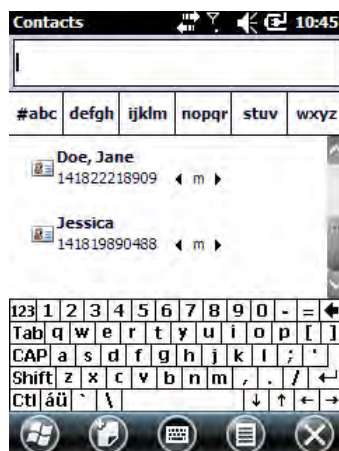 Contacts 10:45
#abc defgh ijklm nopqr stuv wxyz
Doe, Jane
141822218909 m
Jessica
141819890488 m
123 1 2 3 4 5 6 7 8 9 0 - =
Tab q w e r t y u i o p [ ]
CAP a s d f g h j k l ; '
Shift z x c v b n m , . /
Ctl áü ` \ ↓ ↑ ← →